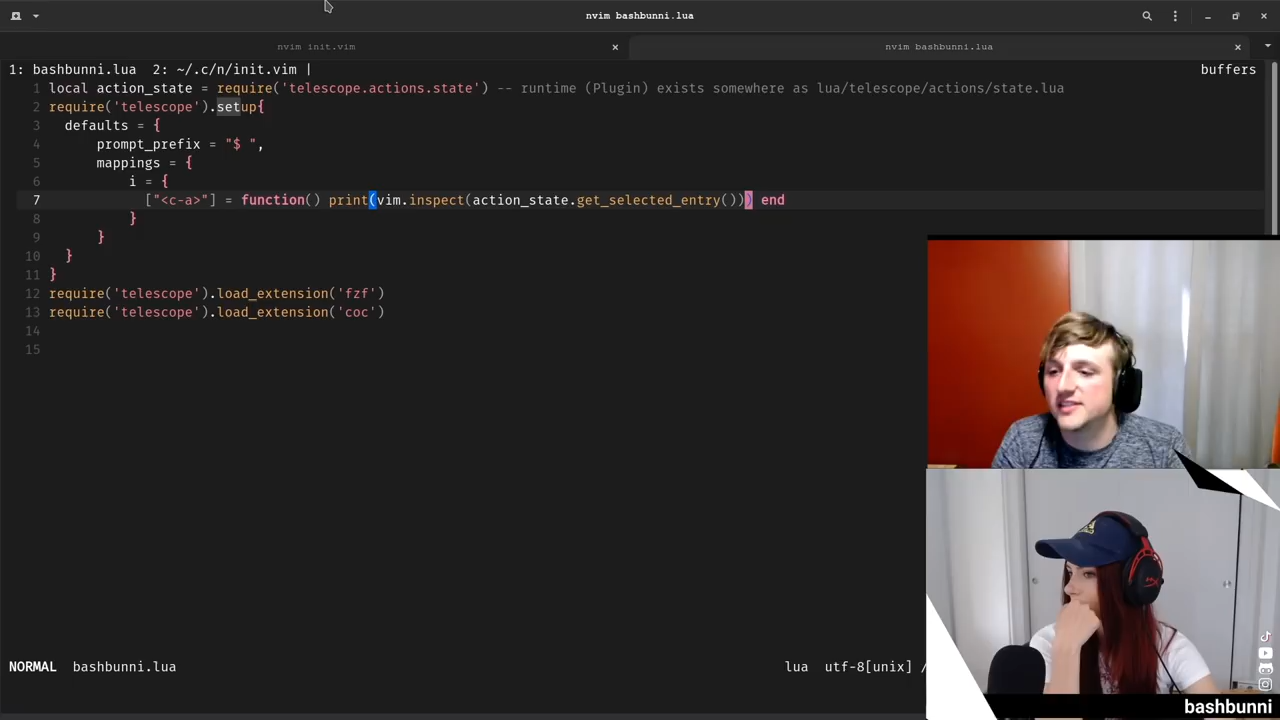 nvim bashbunni.lua
nvim init.vim
nvim bashbunni.lua
1: bashbunni.lua  2: ~/.c/n/init.vim |
buffers
1 local action_state = require('telescope.actions.state') -- runtime (Plugin) exists somewhere as lua/telescope/actions/state.lua
2 require('telescope').setup{
3   defaults = {
4       prompt_prefix = "$ ",
5       mappings = {
6           i = {
7             ["<c-a>"] = function() print(vim.inspect(action_state.get_selected_entry())) end
8           }
9       }
10   }
11 }
12 require('telescope').load_extension('fzf')
13 require('telescope').load_extension('coc')
14
15
NORMAL  bashbunni.lua
lua  utf-8[unix] /
bashbunni